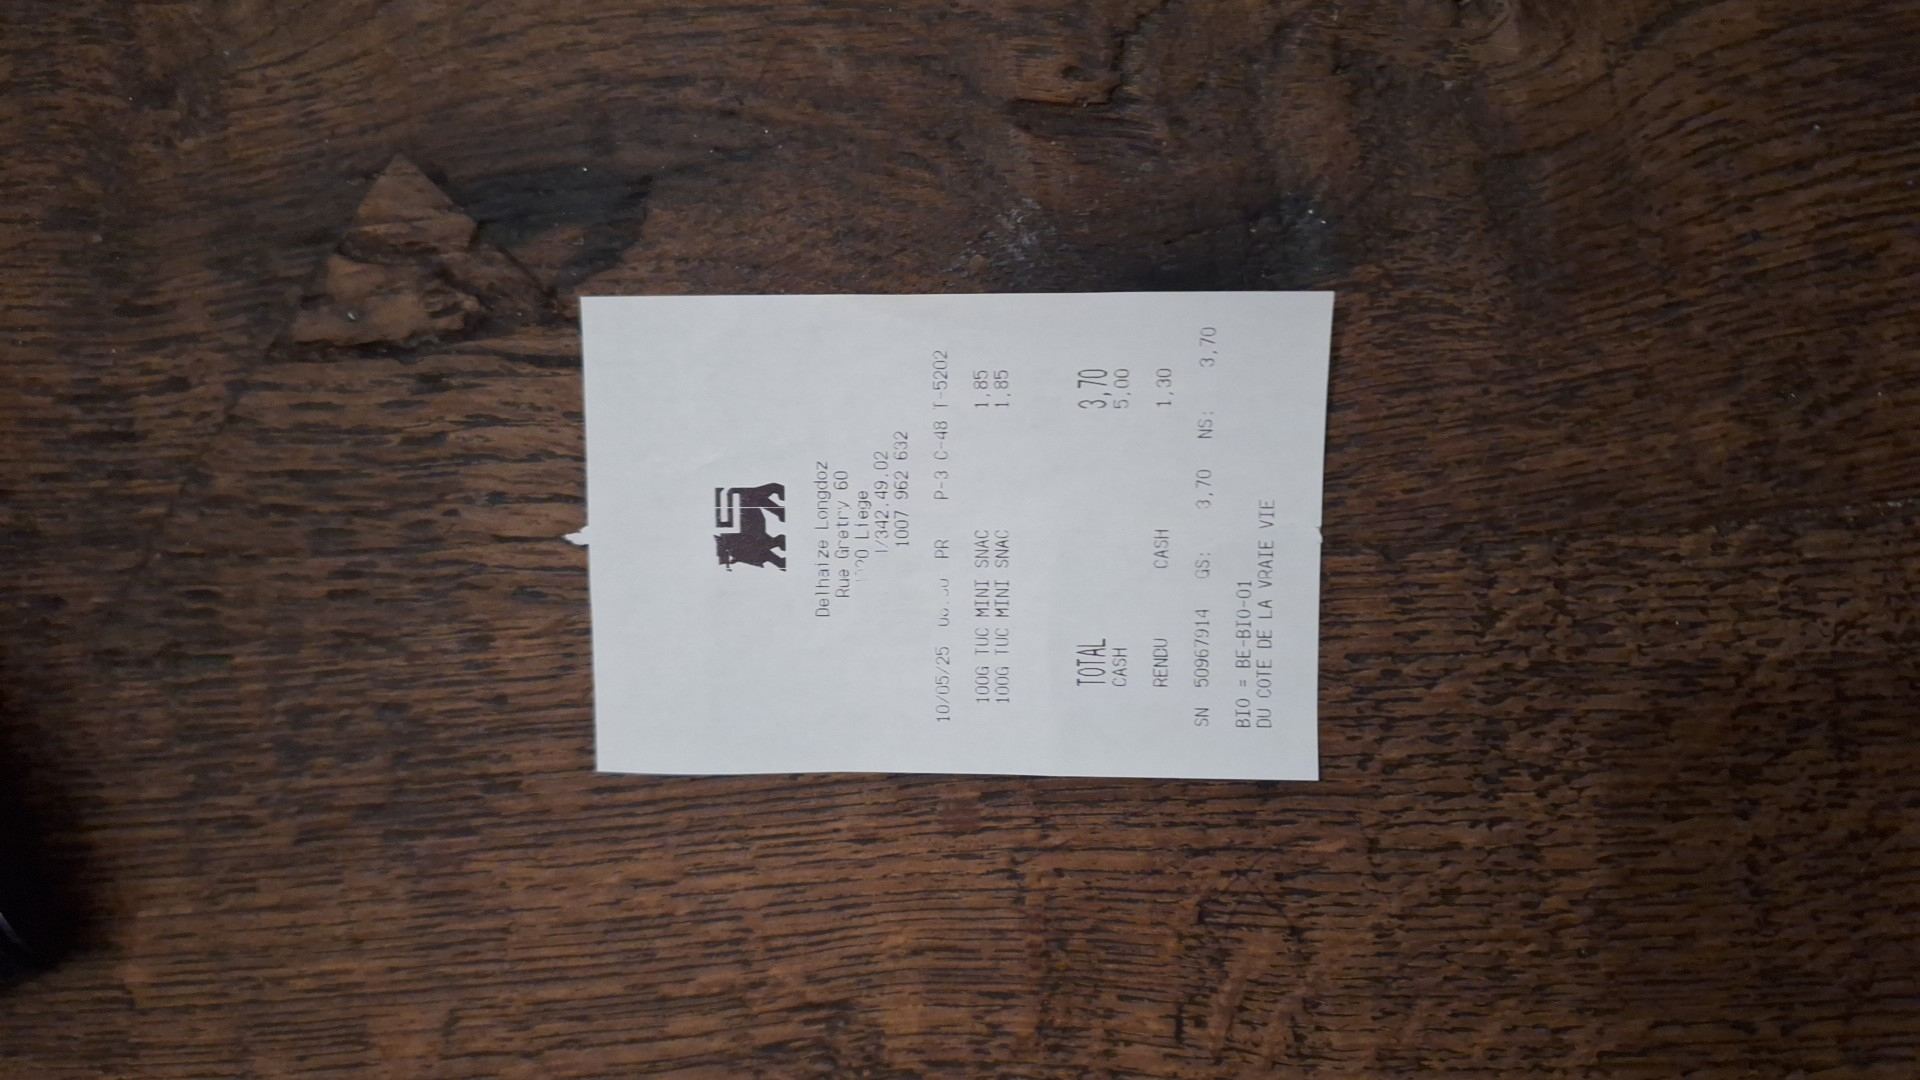 Delhaize Longdoz
Rue Gretry 60
Liege
/342.49.02
1007 962 632
10/05/25 PR P-3 C-48 T-5202
100G TUC MINI SNAC 1,85
100G TUC MINI SNAC 1,85
TOTAL 3,70
CASH 5,00
RENDU CASH 1,30
SN 50967914 GS: 3,70 NS: 3,70
BIO = BE-BIO-01
DU COTE DE LA VRAIE VIE